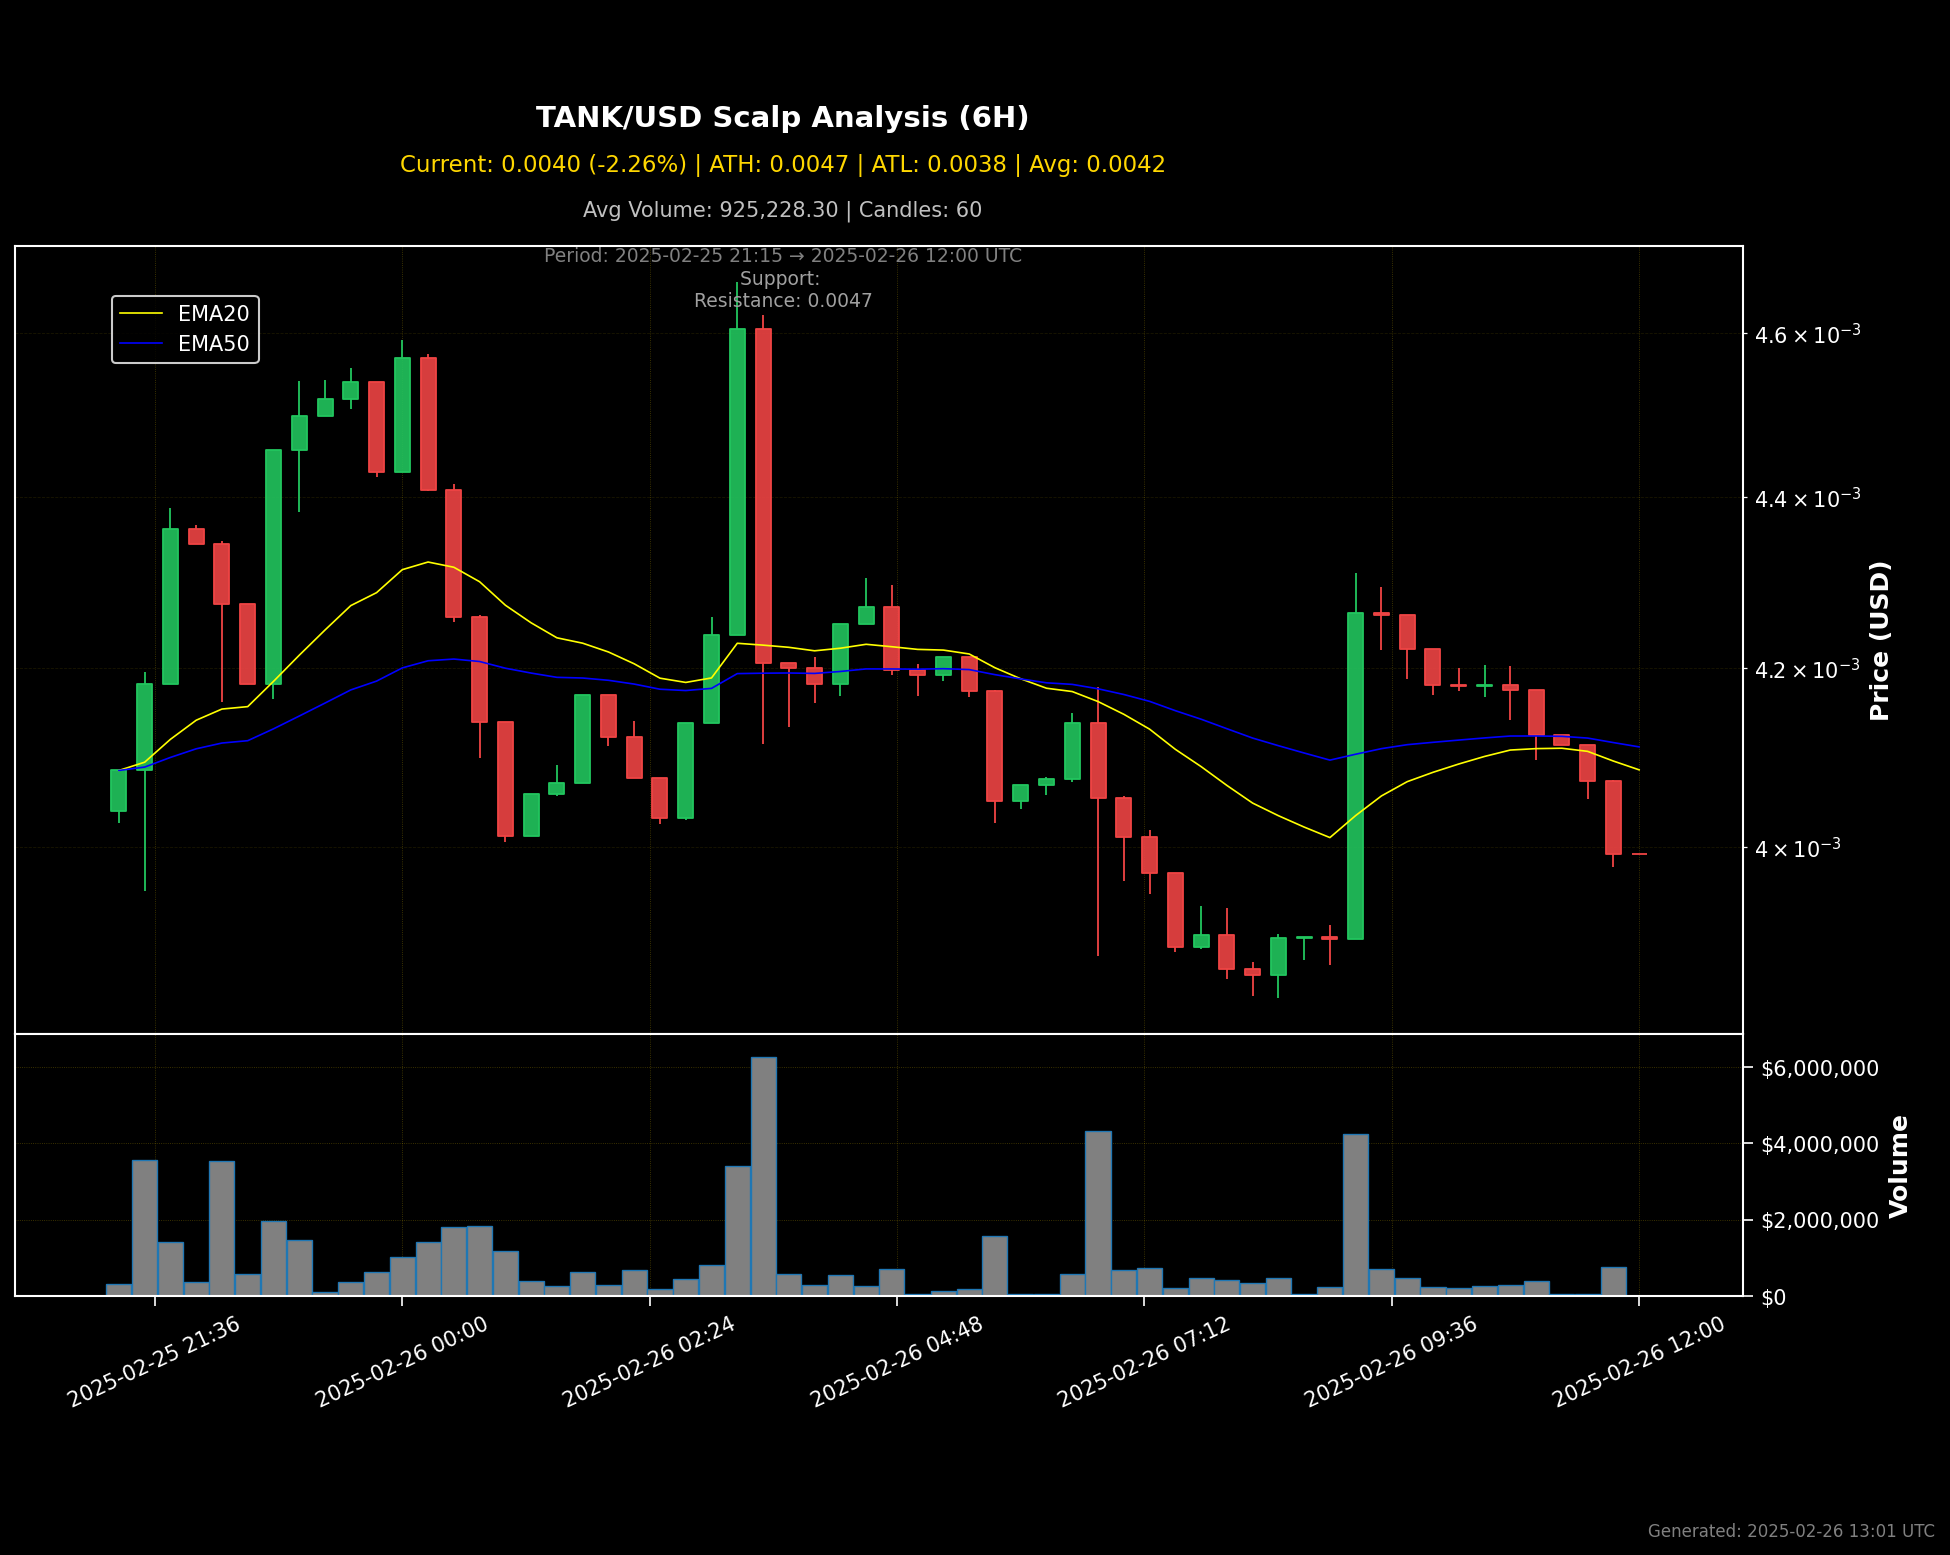 TANK/USD Scalp Analysis (6H)
Current: 0.0040 (-2.26%) | ATH: 0.0047 | ATL: 0.0038 | Avg: 0.0042
Avg Volume: 925,228.30 | Candles: 60
Period: 2025-02-25 21:15 → 2025-02-26 12:00 UTC
Support:
Resistance: 0.0047
EMA20
EMA50
4.6 × 10⁻³
4.4 × 10⁻³
4.2 × 10⁻³
4 × 10⁻³
Price (USD)
$6,000,000
$4,000,000
$2,000,000
$0
Volume
2025-02-25 21:36
2025-02-26 00:00
2025-02-26 02:24
2025-02-26 04:48
2025-02-26 07:12
2025-02-26 09:36
2025-02-26 12:00
Generated: 2025-02-26 13:01 UTC